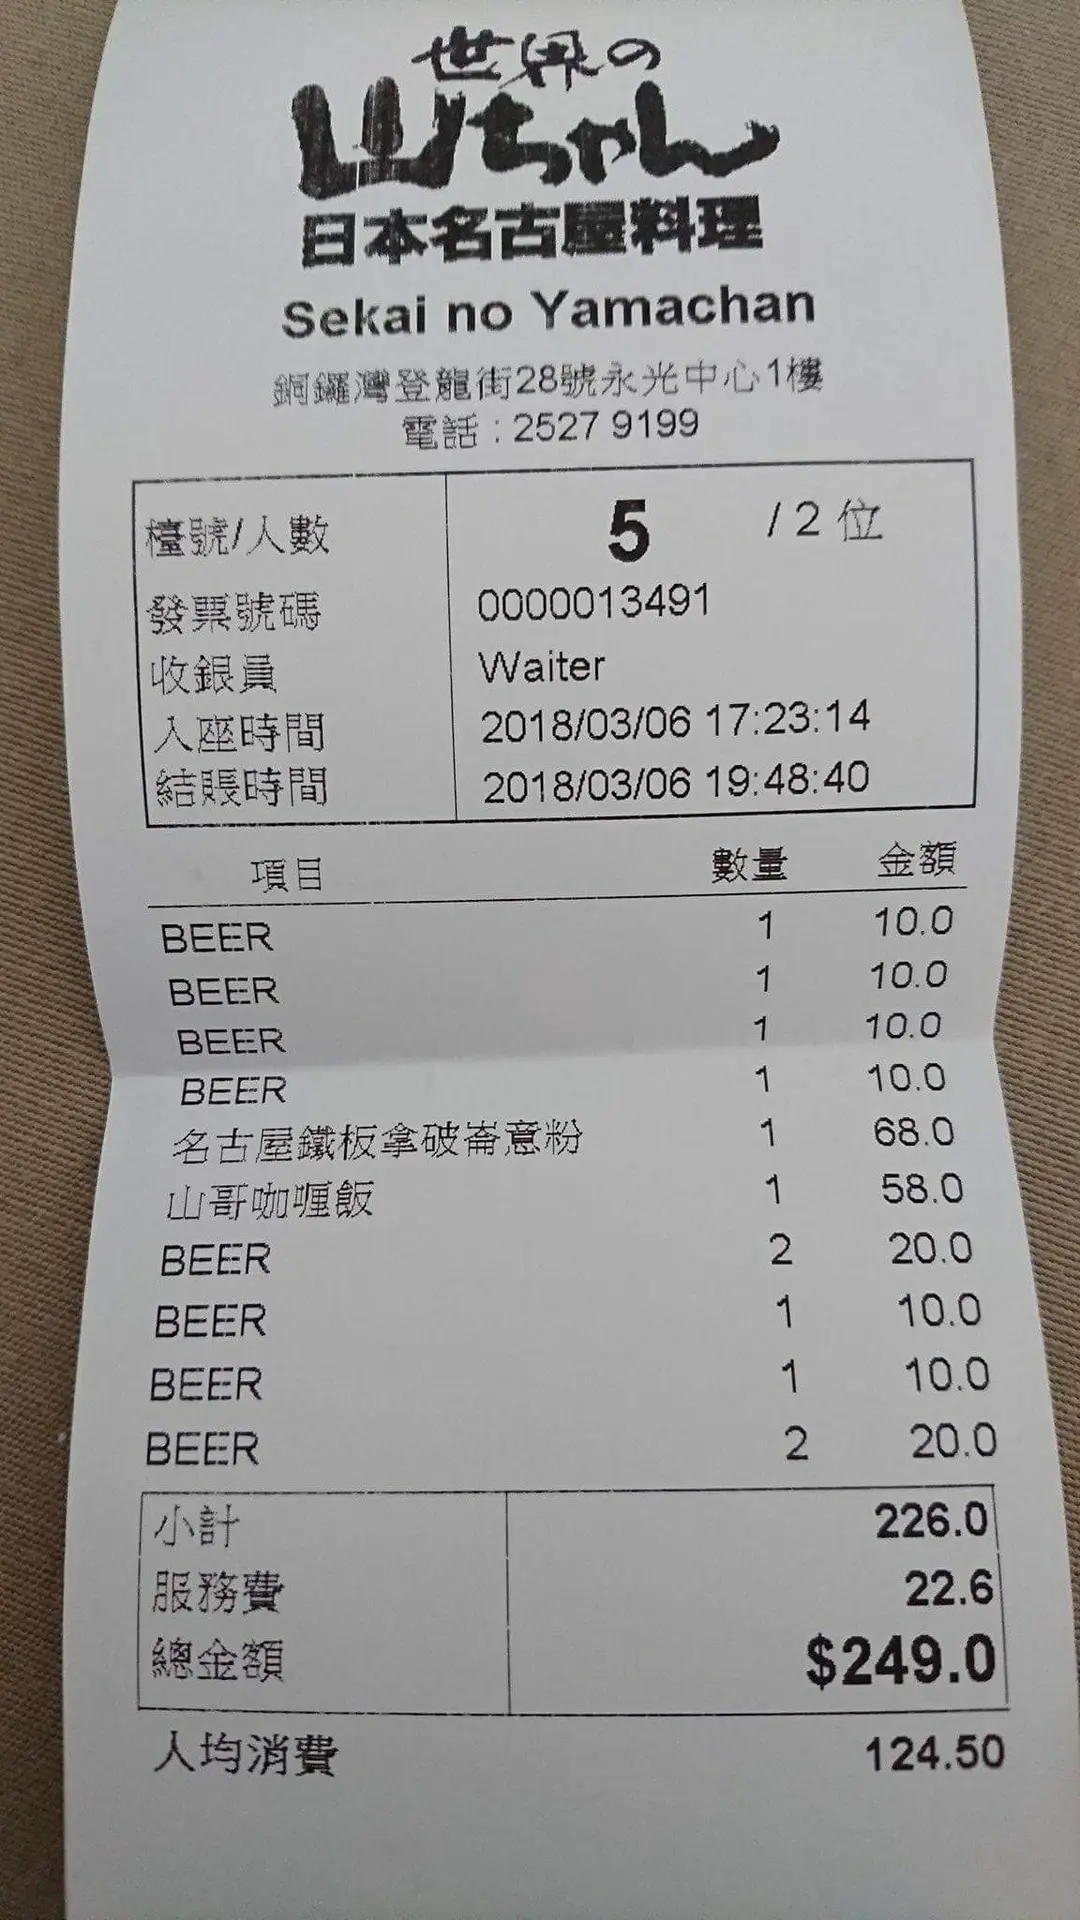 世界の
山ちゃん
日本名古屋料理
Sekai no Yamachan
銅鑼灣登龍街28號永光中心1樓
電話 : 2527 9199
檯號/人數 5 / 2 位
發票號碼 0000013491
收銀員 Waiter
入座時間 2018/03/06 17:23:14
結賬時間 2018/03/06 19:48:40
項目 數量 金額
BEER 1 10.0
BEER 1 10.0
BEER 1 10.0
BEER 1 10.0
名古屋鐵板拿破崙意粉 1 68.0
山哥咖喱飯 1 58.0
BEER 2 20.0
BEER 1 10.0
BEER 1 10.0
BEER 2 20.0
小計 226.0
服務費 22.6
總金額 $249.0
人均消費 124.50